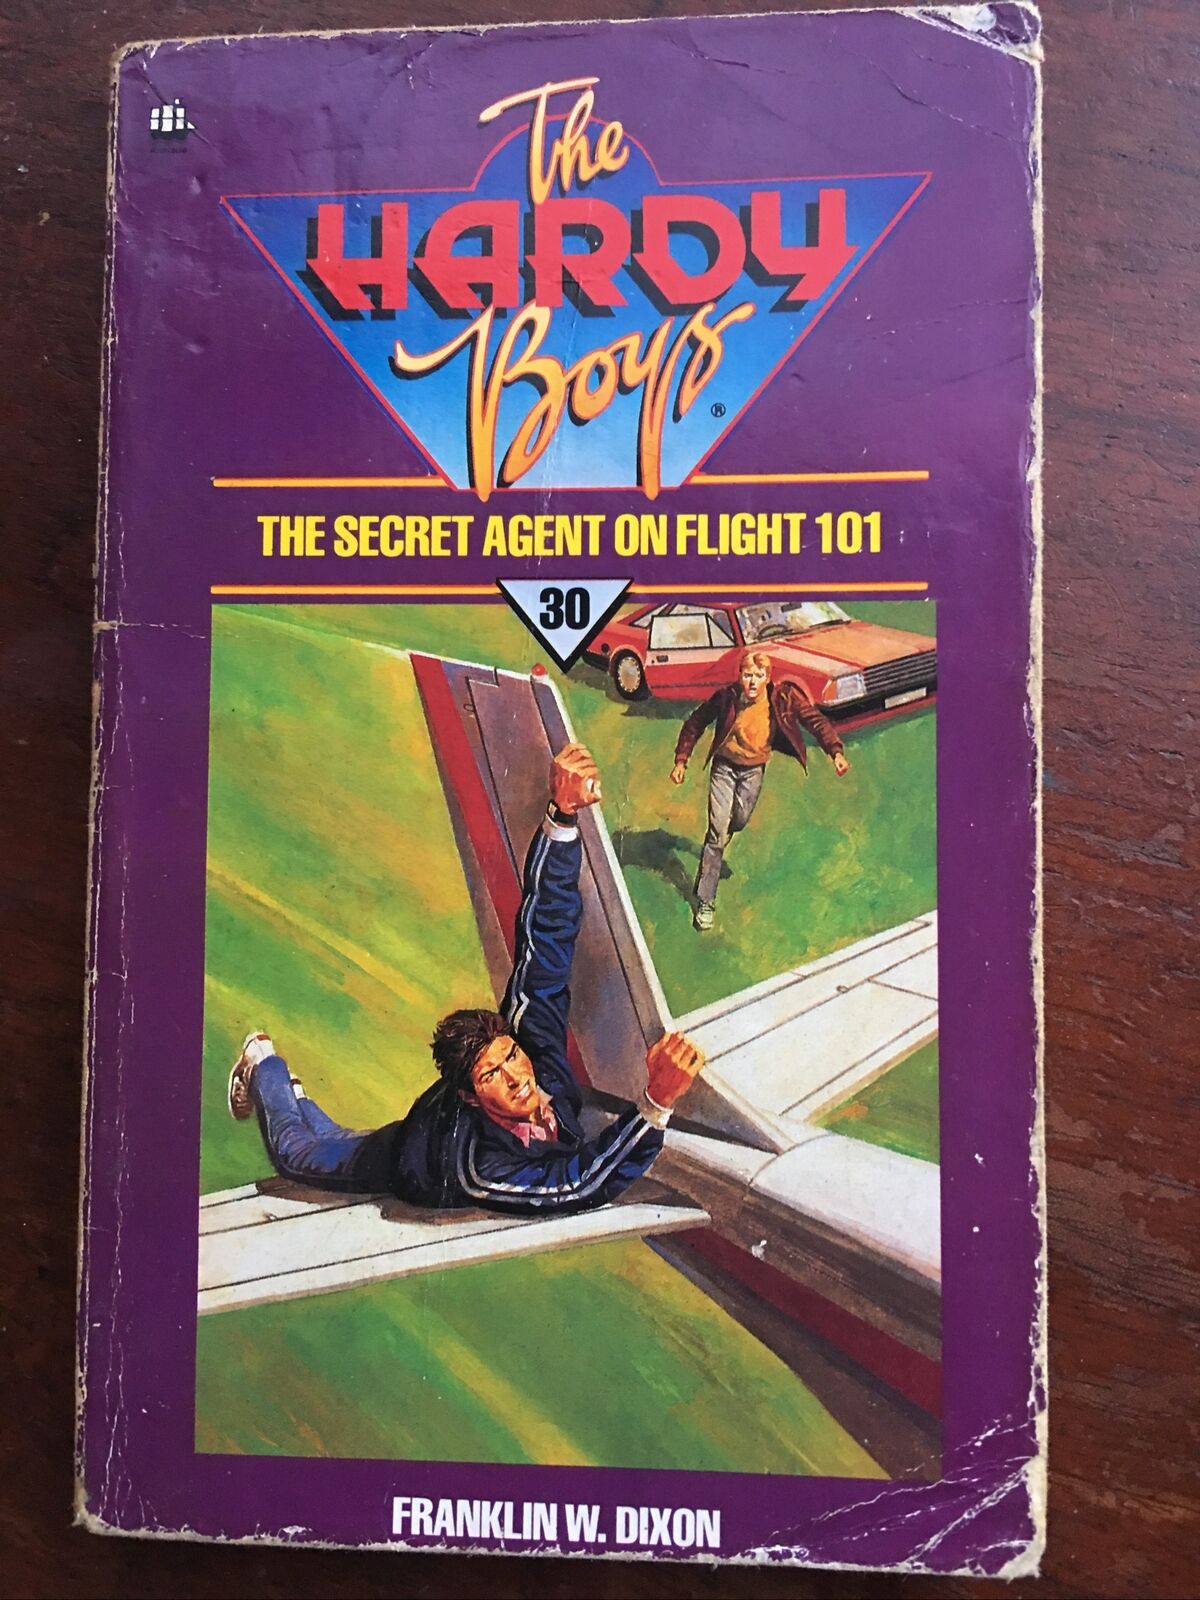 The
HARDY
Boys
®
THE SECRET AGENT ON FLIGHT 101
30
FRANKLIN W. DIXON